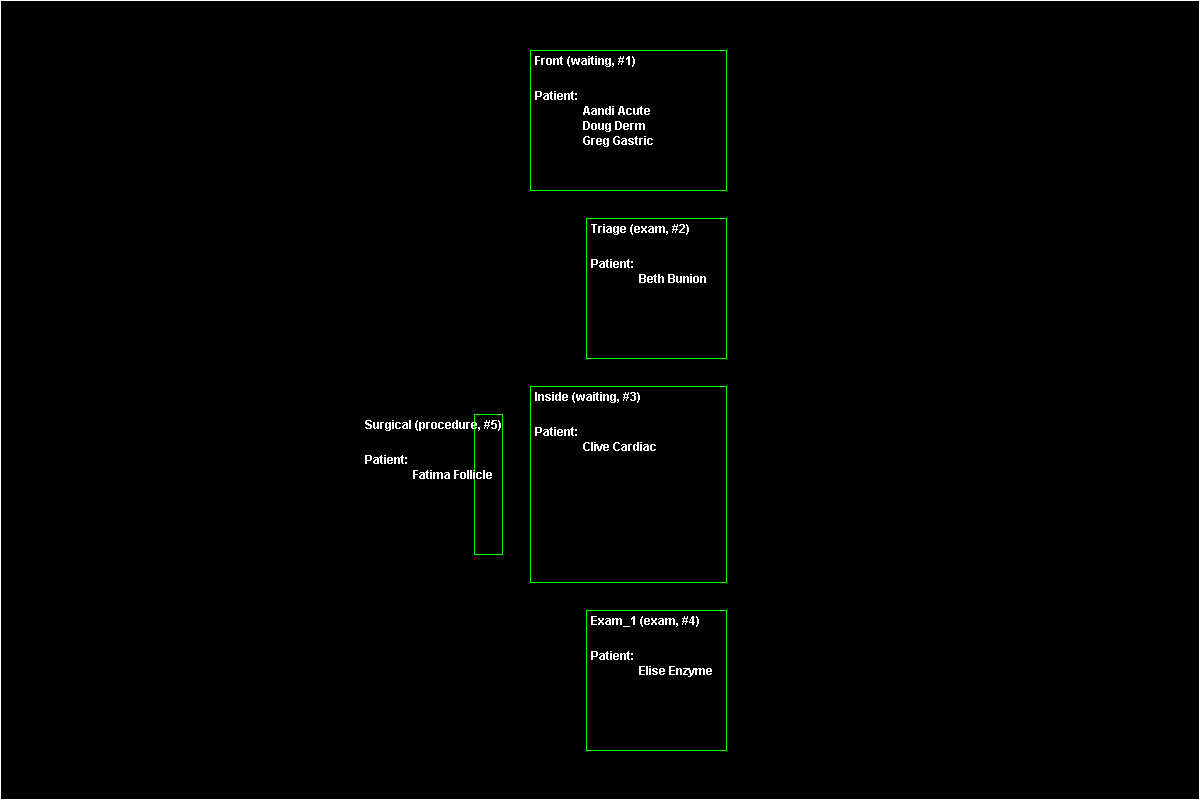 Front (waiting, #1)
Patient:
Aandi Acute
Doug Derm
Greg Gastric
Triage (exam, #2)
Patient:
Beth Bunion
Inside (waiting, #3)
Patient:
Clive Cardiac
Surgical (procedure, #5)
Patient:
Fatima Follicle
Exam_1 (exam, #4)
Patient:
Elise Enzyme